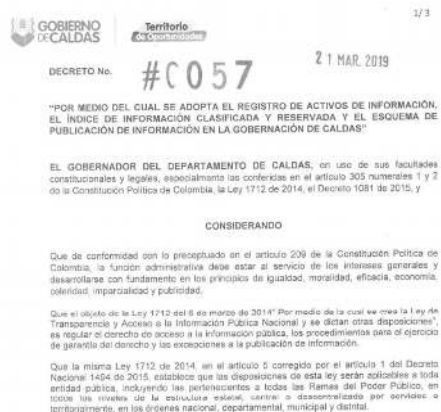 1/3
GOBIERNO
DE CALDAS
Territorio
de Oportunidades
DECRETO No.
#C057
21 MAR. 2019
"POR MEDIO DEL CUAL SE ADOPTA EL REGISTRO DE ACTIVOS DE INFORMACIÓN,
EL ÍNDICE DE INFORMACIÓN CLASIFICADA Y RESERVADA Y EL ESQUEMA DE
PUBLICACIÓN DE INFORMACIÓN EN LA GOBERNACIÓN DE CALDAS"
EL GOBERNADOR DEL DEPARTAMENTO DE CALDAS, en uso de sus facultades
constitucionales y legales, especialmente las conferidas en el artículo 305 numerales 1 y 2
de la Constitución Política de Colombia, la Ley 1712 de 2014, el Decreto 1081 de 2015, y
CONSIDERANDO
Que de conformidad con lo preceptuado en el artículo 209 de la Constitución Política de
Colombia, la función administrativa debe estar al servicio de los intereses generales y
desarrollarse con fundamento en los principios de igualdad, moralidad, eficacia, economía,
celeridad, imparcialidad y publicidad.
Que el objeto de la Ley 1712 del 6 de marzo de 2014" Por medio de la cual se crea la Ley de
Transparencia y Acceso a la Información Pública Nacional y se dictan otras disposiciones",
es regular el derecho de acceso a la información pública, los procedimientos para el ejercicio
de garantía del derecho y las excepciones a la publicación de información.
Que la misma Ley 1712 de 2014, en el artículo 5 corregido por el artículo 1 del Decreto
Nacional 1494 de 2015, establece que las disposiciones de esta ley serán aplicables a toda
entidad pública, incluyendo las pertenecientes a todas las Ramas del Poder Público, en
todos los niveles de la estructura estatal, central o descentralizada por servicios o
territorialmente, en los órdenes nacional, departamental, municipal y distrital.